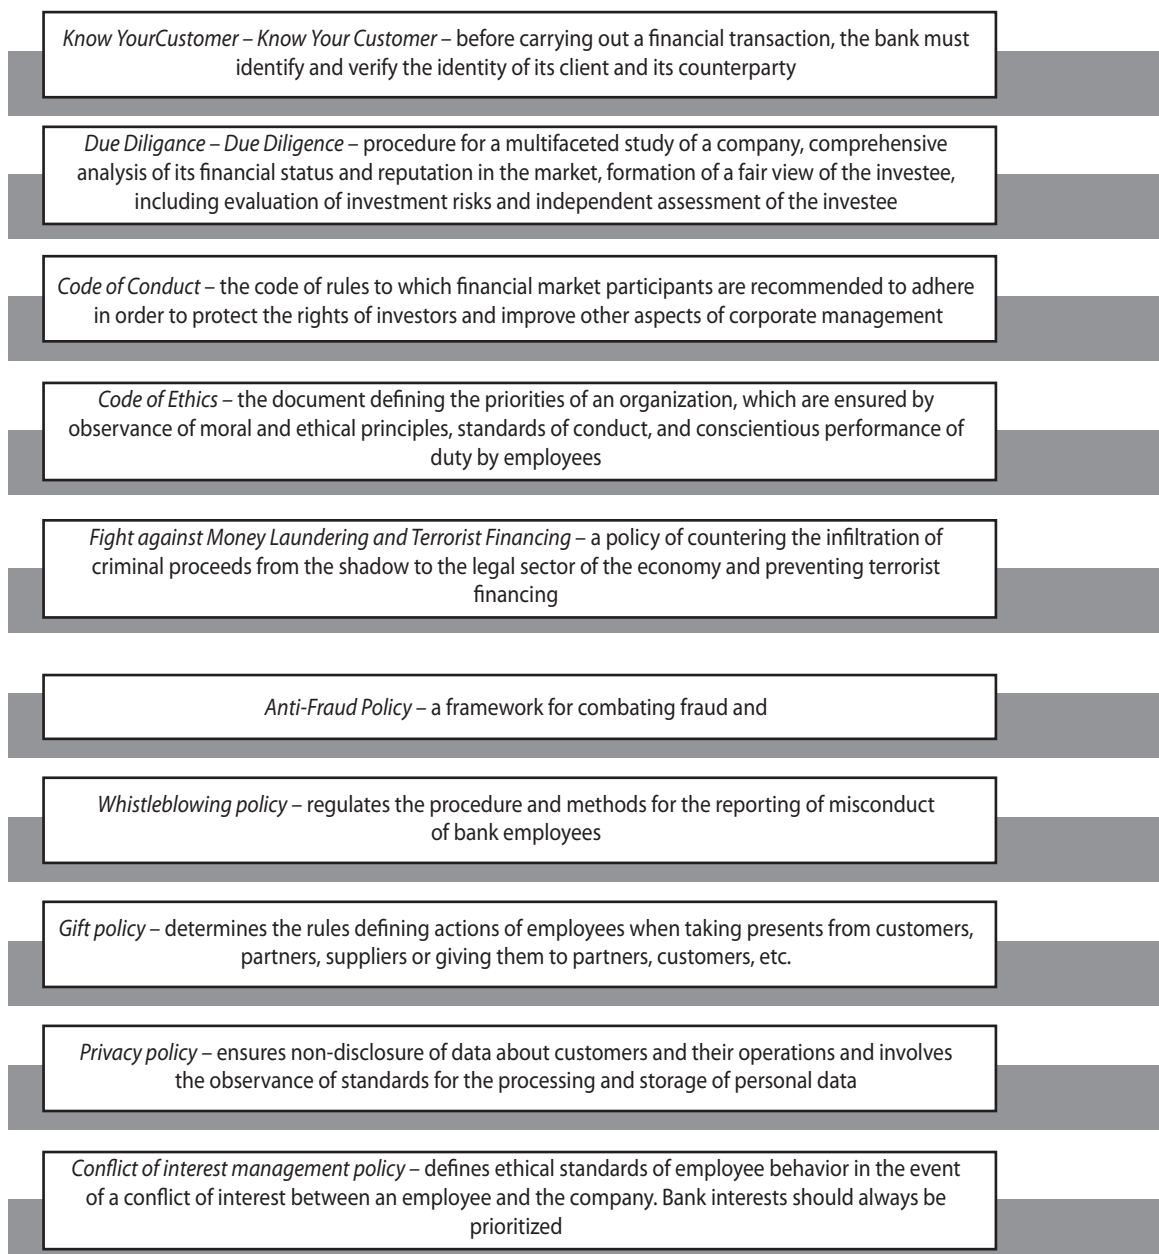 Know YourCustomer – Know Your Customer – before carrying out a financial transaction, the bank must
identify and verify the identity of its client and its counterparty
Due Diligance – Due Diligence – procedure for a multifaceted study of a company, comprehensive
analysis of its financial status and reputation in the market, formation of a fair view of the investee,
including evaluation of investment risks and independent assessment of the investee
Code of Conduct – the code of rules to which financial market participants are recommended to adhere
in order to protect the rights of investors and improve other aspects of corporate management
Code of Ethics – the document defining the priorities of an organization, which are ensured by
observance of moral and ethical principles, standards of conduct, and conscientious performance of
duty by employees
Fight against Money Laundering and Terrorist Financing – a policy of countering the infiltration of
criminal proceeds from the shadow to the legal sector of the economy and preventing terrorist
financing
Anti-Fraud Policy – a framework for combating fraud and
Whistleblowing policy – regulates the procedure and methods for the reporting of misconduct
of bank employees
Gift policy – determines the rules defining actions of employees when taking presents from customers,
partners, suppliers or giving them to partners, customers, etc.
Privacy policy – ensures non-disclosure of data about customers and their operations and involves
the observance of standards for the processing and storage of personal data
Conflict of interest management policy – defines ethical standards of employee behavior in the event
of a conflict of interest between an employee and the company. Bank interests should always be
prioritized